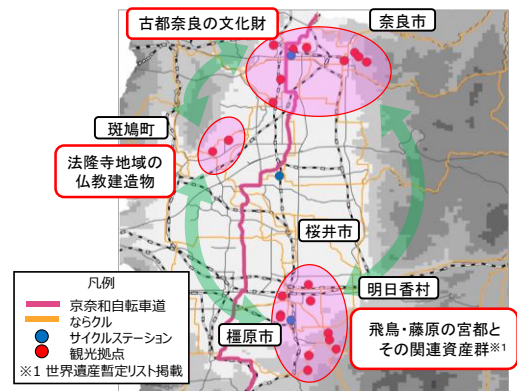 古都奈良の文化財
奈良市
斑鳩町
法隆寺地域の
仏教建造物
桜井市
明日香村
橿原市
飛鳥・藤原の宮都と
その関連資産群※1
凡例
京奈和自転車道
ならクル
サイクルステーション
観光拠点
※1 世界遺産暫定リスト掲載